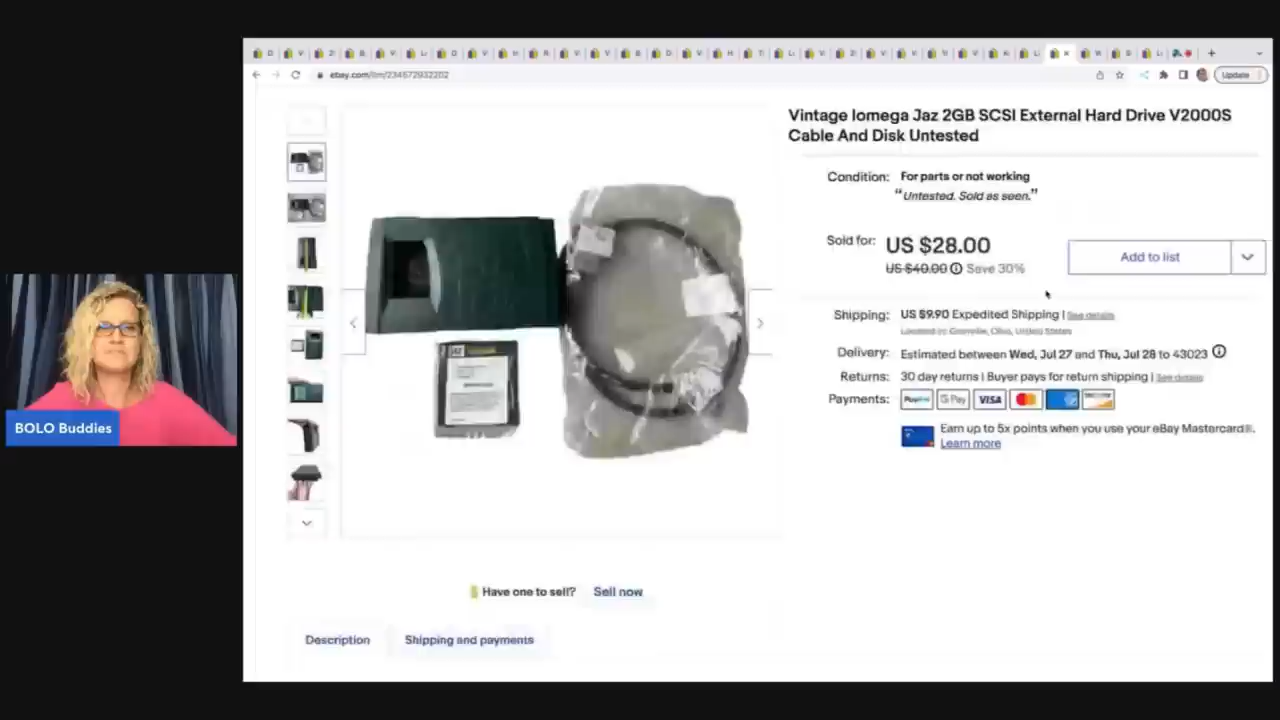 ebay.com/itm/234572932202
Update
Vintage Iomega Jaz 2GB SCSI External Hard Drive V2000S
Cable And Disk Untested
Condition: For parts or not working
“Untested. Sold as seen.”
Sold for: US $28.00
US $40.00 Save 30%
Add to list
Shipping: US $9.90 Expedited Shipping | See details
Located in: Granville, Ohio, United States
Delivery: Estimated between Wed, Jul 27 and Thu, Jul 28 to 43023
Returns: 30 day returns | Buyer pays for return shipping | See details
Payments: PayPal G Pay VISA
Earn up to 5x points when you use your eBay Mastercard®.
Learn more
BOLO Buddies
Have one to sell? Sell now
Description Shipping and payments